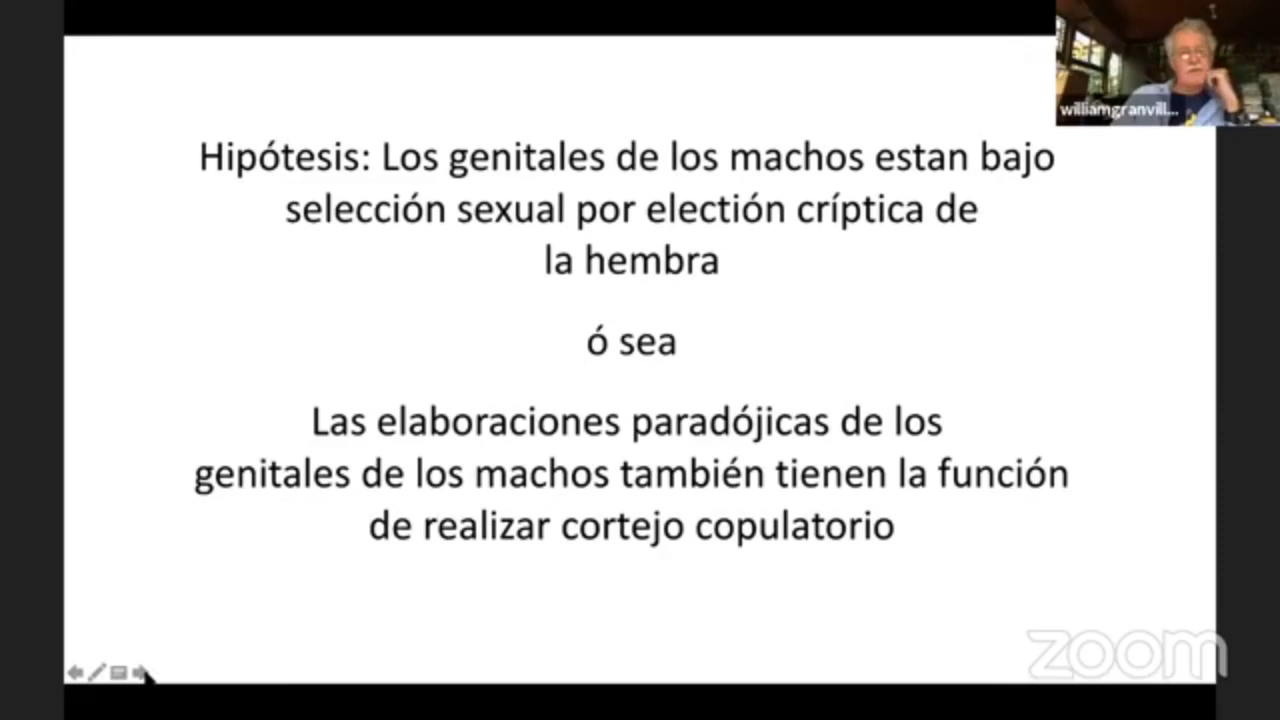 williamgranvill...
Hipótesis: Los genitales de los machos estan bajo
selección sexual por electión críptica de
la hembra
ó sea
Las elaboraciones paradójicas de los
genitales de los machos también tienen la función
de realizar cortejo copulatorio
zoom